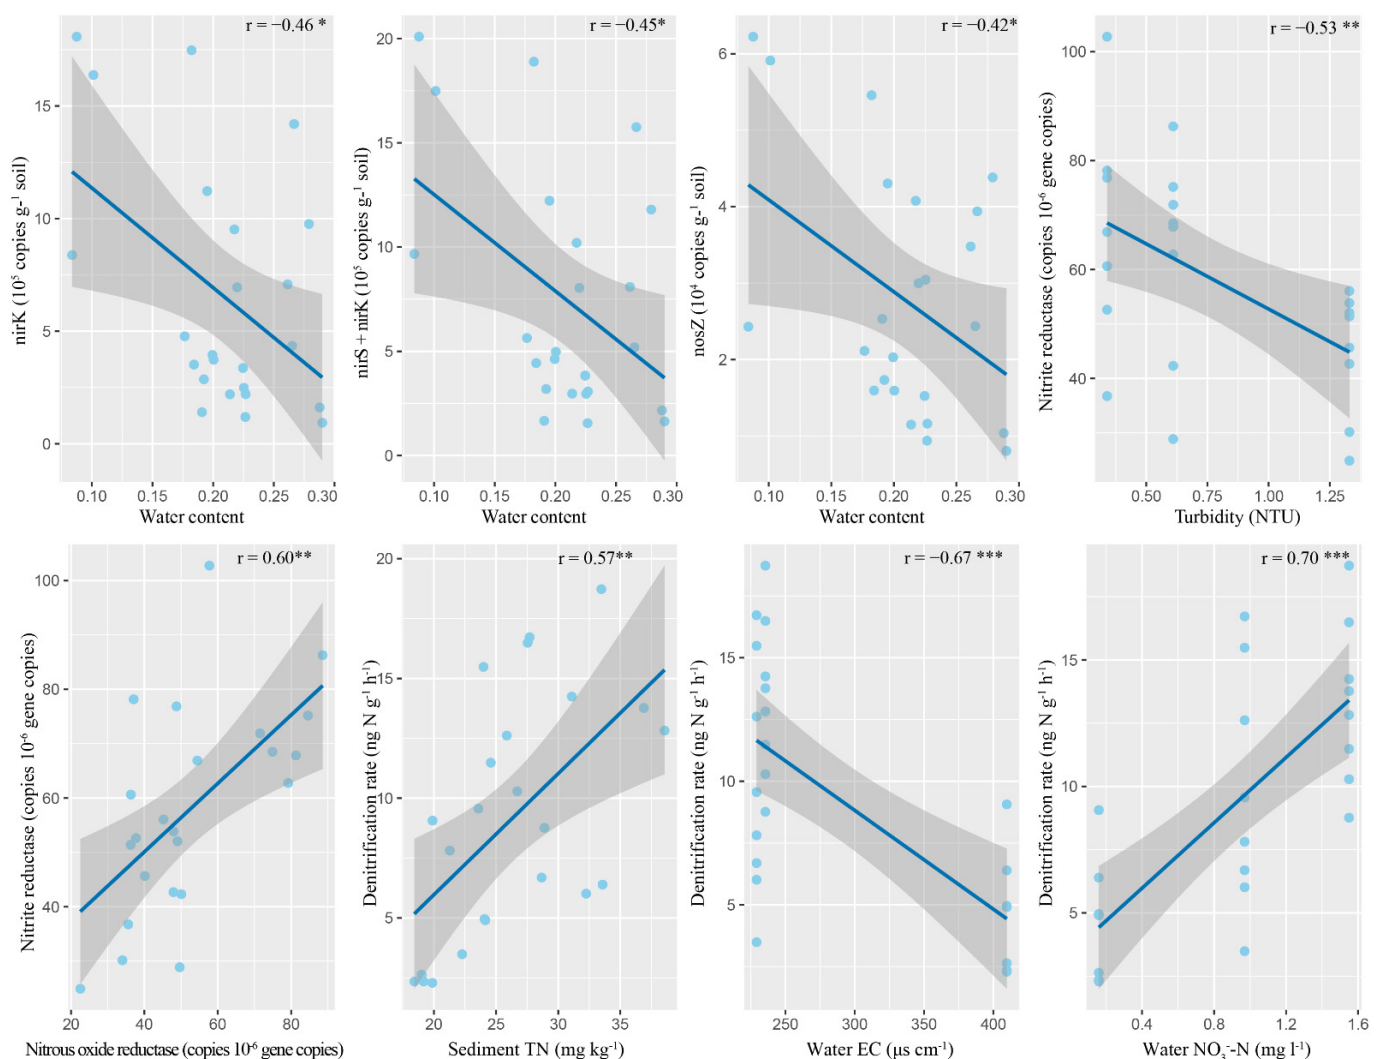 r = −0.46 *
nirK (10⁵ copies g-¹ soil)
15
10
5
0
0.10 0.15 0.20 0.25 0.30
Water content
r = −0.45*
nirS + nirK (10⁵ copies g-¹ soil)
20
15
10
5
0
0.10 0.15 0.20 0.25 0.30
Water content
r = −0.42*
nosZ (10⁴ copies g-¹ soil)
6
4
2
0.10 0.15 0.20 0.25 0.30
Water content
r = −0.53 **
Nitrite reductase (copies 10⁻⁶ gene copies)
100
80
60
40
0.50 0.75 1.00 1.25
Turbidity (NTU)
r = 0.60**
Nitrite reductase (copies 10⁻⁶ gene copies)
100
80
60
40
20 40 60 80
Nitrous oxide reductase (copies 10⁻⁶ gene copies)
r = 0.57**
Denitrification rate (ng N g⁻¹ h⁻¹)
20
15
10
5
20 25 30 35
Sediment TN (mg kg⁻¹)
r = −0.67 ***
Denitrification rate (ng N g⁻¹ h⁻¹)
15
10
5
250 300 350 400
Water EC (μs cm⁻¹)
r = 0.70 ***
Denitrification rate (ng N g⁻¹ h⁻¹)
15
10
5
0.4 0.8 1.2 1.6
Water NO₃⁻-N (mg l⁻¹)